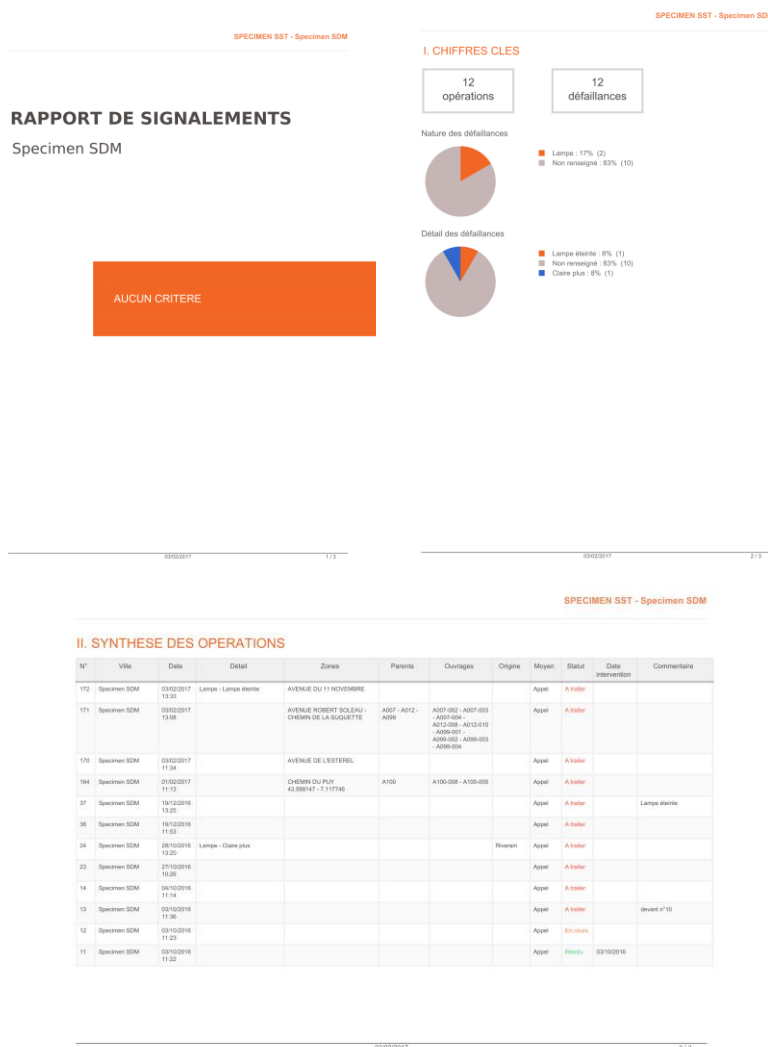 SPECIMEN SST - Specimen SDM
RAPPORT DE SIGNALEMENTS
Specimen SDM
AUCUN CRITERE
03/02/2017 1 / 3
SPECIMEN SST - Specimen SDM
I. CHIFFRES CLES
12 12
opérations défaillances
Nature des défaillances
Lampe : 17% (2)
Non renseigné : 83% (10)
Détail des défaillances
Lampe éteinte : 8% (1)
Non renseigné : 83% (10)
Claire plus : 8% (1)
03/02/2017 2 / 3
SPECIMEN SST - Specimen SDM
II. SYNTHESE DES OPERATIONS
N° Ville Date Détail Zones Parents Ouvrages Origine Moyen Statut Date Commentaire
intervention
172 Specimen SDM 03/02/2017 Lampe - Lampe éteinte AVENUE DU 11 NOVEMBRE Appel A traiter
13:33
171 Specimen SDM 03/02/2017 AVENUE ROBERT SOLEAU - A007 - A012 - A007-002 - A007-003 Appel A traiter
13:08 CHEMIN DE LA SUQUETTE A099 - A007-004 -
A012-008 - A012-010
- A099-001 -
A099-002 - A099-003
- A099-004
170 Specimen SDM 03/02/2017 AVENUE DE L'ESTEREL Appel A traiter
11:34
164 Specimen SDM 01/02/2017 CHEMIN DU PUY A100 A100-008 - A100-005 Appel A traiter
11:13 43.588147 - 7.117746
37 Specimen SDM 19/12/2016 Appel A traiter Lampe éteinte
13:25
36 Specimen SDM 19/12/2016 Appel A traiter
11:53
24 Specimen SDM 28/10/2016 Lampe - Claire plus Riverain Appel A traiter
13:20
23 Specimen SDM 27/10/2016 Appel A traiter
10:26
14 Specimen SDM 04/10/2016 Appel A traiter
11:14
13 Specimen SDM 03/10/2016 Appel A traiter devant n°10
11:36
12 Specimen SDM 03/10/2016 Appel En cours
11:23
11 Specimen SDM 03/10/2016 Appel Résolu 03/10/2016
11:22